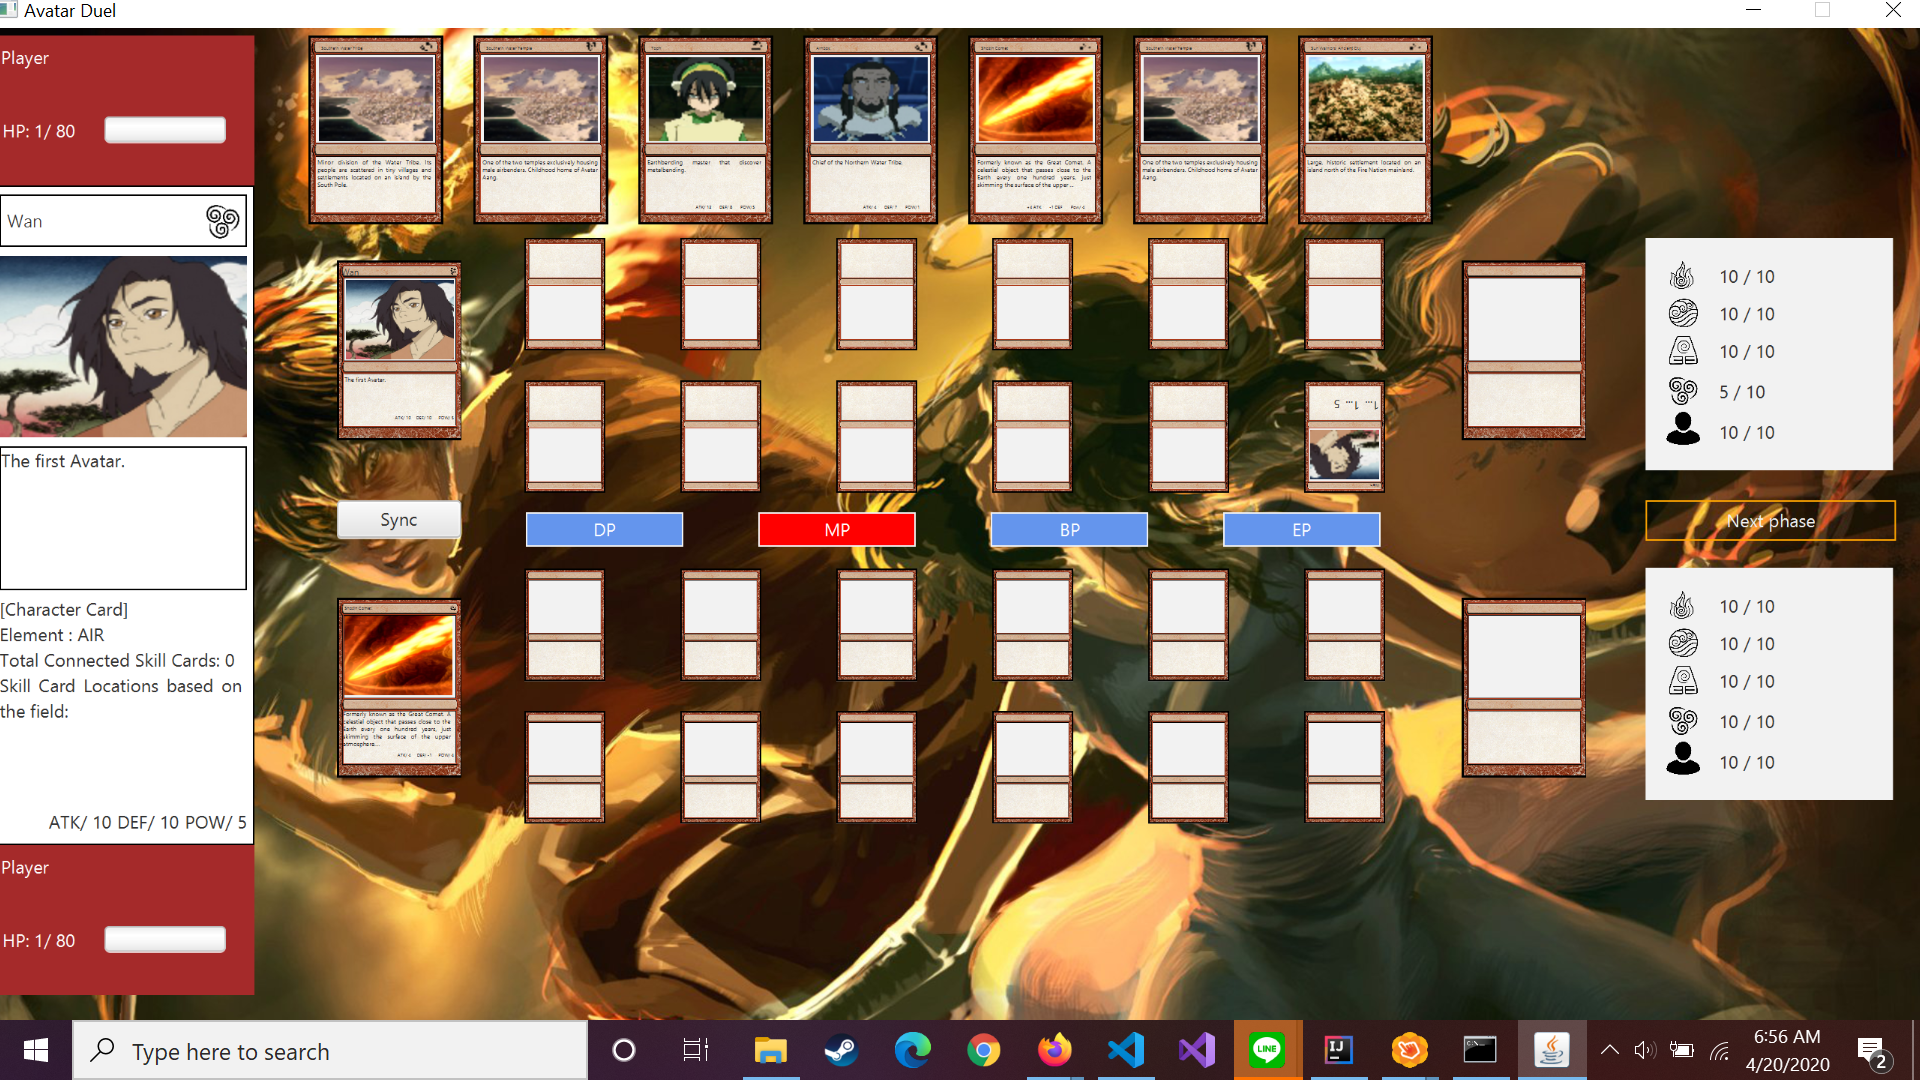 Avatar Duel
Player
HP: 1/ 80
Wan
The first Avatar.
[Character Card]
Element : AIR
Total Connected Skill Cards: 0
Skill Card Locations based on
the field:
ATK/ 10 DEF/ 10 POW/ 5
Player
HP: 1/ 80
Minor division of the Water Tribe. Its
people are scattered in tiny villages and
settlements located on an island by the
South Pole.
One of the two temples exclusively housing
male airbenders. Childhood home of Avatar
Aang.
Toph
Earthbending master that discover
metalbending.
Chief of the Northern Water Tribe.
Formerly known as the Great Comet. A
celestial object that passes close to the
Earth every one hundred years, just
skimming the surface of the upper...
One of the two temples exclusively housing
male airbenders. Childhood home of Avatar
Aang.
Large, historic settlement located on an
island north of the Fire Nation mainland.
Wan
The first Avatar.
1... 1... 5
Sync
DP
MP
BP
EP
Formerly known as the Great Comet. A
celestial object that passes close to the
Earth every one hundred years, just
skimming the surface of the upper
atmosphere...
10 / 10
10 / 10
10 / 10
5 / 10
10 / 10
Next phase
10 / 10
10 / 10
10 / 10
10 / 10
10 / 10
Type here to search
LINE
IJ
6:56 AM
4/20/2020
2